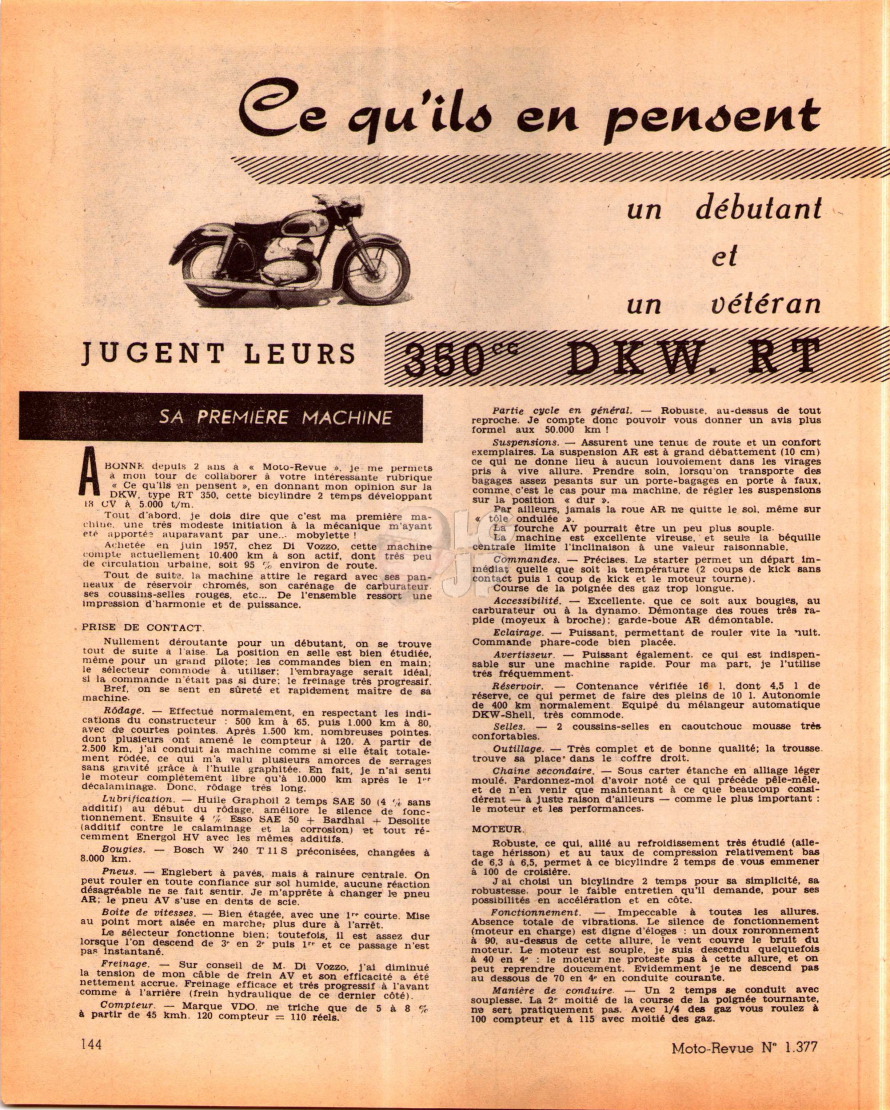 Ce qu'ils en pensent
un débutant
et
un vétéran
JUGENT LEURS 350cc DKW. RT
SA PREMIÈRE MACHINE
ABONNE depuis 2 ans à « Moto-Revue », je me permets
à mon tour de collaborer à votre intéressante rubrique
« Ce qu'ils en pensent », en donnant mon opinion sur la
DKW, type RT 350, cette bicylindre 2 temps développant
18 CV à 5.000 t/m.
Tout d'abord, je dois dire que c'est ma première ma-
chine, une très modeste initiation à la mécanique m'ayant
été apportée auparavant par une... mobylette !
Achetée en juin 1957, chez Di Vozzo, cette machine
compte actuellement 10.400 km à son actif, dont très peu
de circulation urbaine, soit 95 % environ de route.
Tout de suite, la machine attire le regard avec ses pan-
neaux de réservoir chromés, son carénage de carburateur
ses coussins-selles rouges, etc... De l'ensemble ressort une
impression d'harmonie et de puissance.
PRISE DE CONTACT.
Nullement déroutante pour un débutant, on se trouve
tout de suite à l'aise. La position en selle est bien étudiée,
même pour un grand pilote; les commandes bien en main;
le sélecteur commode à utiliser; l'embrayage serait idéal,
si la commande n'était pas si dure; le freinage très progressif.
Bref, on se sent en sûreté et rapidement maître de sa
machine.
Rôdage. — Effectué normalement, en respectant les indi-
cations du constructeur : 500 km à 65, puis 1.000 km à 80,
avec de courtes pointes. Après 1.500 km, nombreuses pointes
dont plusieurs ont amené le compteur à 120. A partir de
2.500 km, j'ai conduit la machine comme si elle était totale-
ment rôdée, ce qui m'a valu plusieurs amorces de serrages
sans gravité grâce à l'huile graphitée. En fait, je n'ai senti
le moteur complètement libre qu'à 10.000 km après le 1er
décalaminage. Donc, rôdage très long.
Lubrification. — Huile Graphoil 2 temps SAE 50 (4 % sans
additif) au début du rôdage, améliore le silence de fonc-
tionnement. Ensuite 4 % Esso SAE 50 + Bardhal + Desolite
(additif contre le calaminage et la corrosion) et tout ré-
cemment Energol HV avec les mêmes additifs.
Bougies. — Bosch W 240 T 11 S préconisées, changées à
8.000 km.
Pneus. — Englebert à pavés, mais à rainure centrale. On
peut rouler en toute confiance sur sol humide, aucune réaction
désagréable ne se fait sentir. Je m'apprête à changer le pneu
AR; le pneu AV s'use en dents de scie.
Boîte de vitesses. — Bien étagée, avec une 1re courte. Mise
au point mort aisée en marche; plus dure à l'arrêt.
Le sélecteur fonctionne bien; toutefois, il est assez dur
lorsque l'on descend de 3e en 2e puis 1re et ce passage n'est
pas instantané.
Freinage. — Sur conseil de M. Di Vozzo, j'ai diminué
la tension de mon câble de frein AV et son efficacité a été
nettement accrue. Freinage efficace et très progressif à l'avant
comme à l'arrière (frein hydraulique de ce dernier côté).
Compteur. — Marque VDO, ne triche que de 5 à 8 %
à partir de 45 kmh. 120 compteur = 110 réels.
Partie cycle en général. — Robuste, au-dessus de tout
reproche. Je compte donc pouvoir vous donner un avis plus
formel aux 50.000 km !
Suspensions. — Assurent une tenue de route et un confort
exemplaires. La suspension AR est à grand débattement (10 cm)
ce qui ne donne lieu à aucun louvoiement dans les virages
pris à vive allure. Prendre soin, lorsqu'on transporte des
bagages assez pesants sur un porte-bagages en porte à faux,
comme c'est le cas pour ma machine, de régler les suspensions
sur la position « dur ».
Par ailleurs, jamais la roue AR ne quitte le sol, même sur
« tôle ondulée ».
La fourche AV pourrait être un peu plus souple.
La machine est excellente vireuse, et seule la béquille
centrale limite l'inclinaison à une valeur raisonnable.
Commandes. — Précises. Le starter permet un départ im-
médiat quelle que soit la température (2 coups de kick sans
contact puis 1 coup de kick et le moteur tourne).
Course de la poignée des gaz trop longue.
Accessibilité. — Excellente, que ce soit aux bougies, au
carburateur ou à la dynamo. Démontage des roues très ra-
pide (moyeux à broche); garde-boue AR démontable.
Eclairage. — Puissant, permettant de rouler vite la nuit.
Commande phare-code bien placée.
Avertisseur. — Puissant également, ce qui est indispen-
sable sur une machine rapide. Pour ma part, je l'utilise
très fréquemment.
Réservoir. — Contenance vérifiée 16 l, dont 4,5 l de
réserve, ce qui permet de faire des pleins de 10 l. Autonomie
de 400 km normalement. Equipé du mélangeur automatique
DKW-Shell, très commode.
Selles. — 2 coussins-selles en caoutchouc mousse très
confortables.
Outillage. — Très complet et de bonne qualité; la trousse
trouve sa place dans le coffre droit.
Chaîne secondaire. — Sous carter étanche en alliage léger
moulé. Pardonnez-moi d'avoir noté ce qui précède pêle-mêle,
et de n'en venir que maintenant à ce que beaucoup consi-
dèrent — à juste raison d'ailleurs — comme le plus important :
le moteur et les performances.
MOTEUR.
Robuste, ce qui, allié au refroidissement très étudié (aile-
tage hérisson) et au taux de compression relativement bas
de 6,3 à 6,5, permet à ce bicylindre 2 temps de vous emmener
à 100 de croisière.
J'ai choisi un bicylindre 2 temps pour sa simplicité, sa
robustesse, pour le faible entretien qu'il demande, pour ses
possibilités en accélération et en côte.
Fonctionnement. — Impeccable à toutes les allures.
Absence totale de vibrations. Le silence de fonctionnement
(moteur en charge) est digne d'éloges : un doux ronronnement
à 90, au-dessus de cette allure, le vent couvre le bruit du
moteur. Le moteur est souple, je suis descendu quelquefois
à 40 en 4e : le moteur ne proteste pas à cette allure, et on
peut reprendre doucement. Evidemment je ne descend pas
au dessous de 70 en 4e en conduite courante.
Manière de conduire. — Un 2 temps se conduit avec
souplesse. La 2e moitié de la course de la poignée tournante,
ne sert pratiquement pas. Avec 1/4 des gaz vous roulez à
100 compteur et à 115 avec moitié des gaz.
144
Moto-Revue N° 1.377